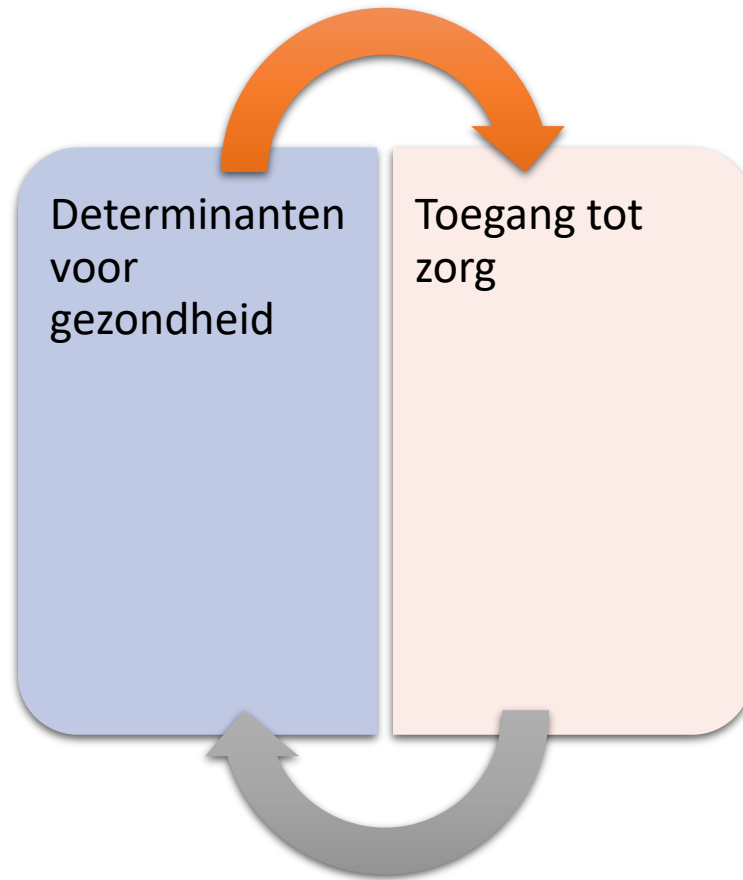 Determinanten
voor
gezondheid
Toegang tot
zorg